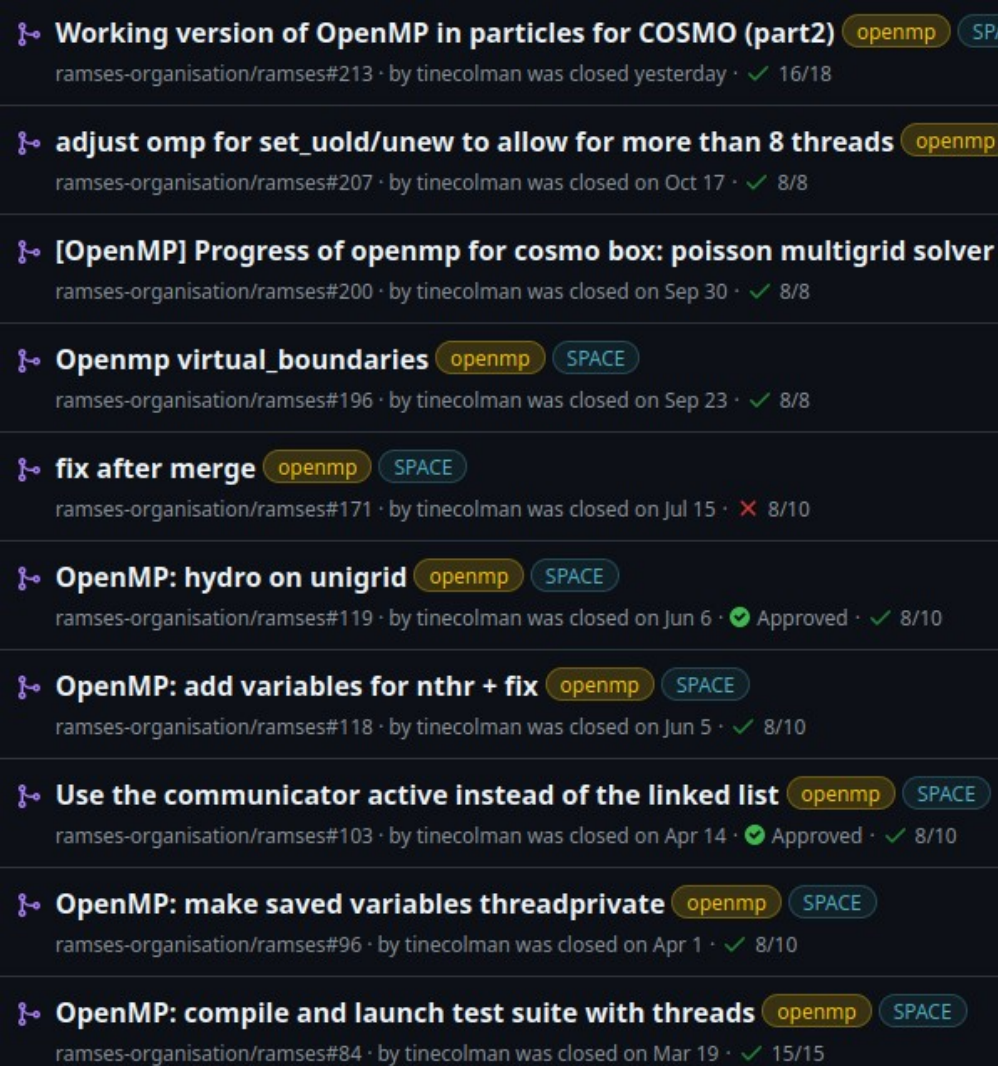 Working version of OpenMP in particles for COSMO (part2) openmp
ramses-organisation/ramses#213 · by tinecolman was closed yesterday · ✓ 16/18
adjust omp for set_uold/unew to allow for more than 8 threads openmp
ramses-organisation/ramses#207 · by tinecolman was closed on Oct 17 · ✓ 8/8
[OpenMP] Progress of openmp for cosmo box: poisson multigrid solver
ramses-organisation/ramses#200 · by tinecolman was closed on Sep 30 · ✓ 8/8
Openmp virtual_boundaries openmp SPACE
ramses-organisation/ramses#196 · by tinecolman was closed on Sep 23 · ✓ 8/8
fix after merge openmp SPACE
ramses-organisation/ramses#171 · by tinecolman was closed on Jul 15 · ✕ 8/10
OpenMP: hydro on unigrid openmp SPACE
ramses-organisation/ramses#119 · by tinecolman was closed on Jun 6 · Approved · ✓ 8/10
OpenMP: add variables for nthr + fix openmp SPACE
ramses-organisation/ramses#118 · by tinecolman was closed on Jun 5 · ✓ 8/10
Use the communicator active instead of the linked list openmp SPACE
ramses-organisation/ramses#103 · by tinecolman was closed on Apr 14 · Approved · ✓ 8/10
OpenMP: make saved variables threadprivate openmp SPACE
ramses-organisation/ramses#96 · by tinecolman was closed on Apr 1 · ✓ 8/10
OpenMP: compile and launch test suite with threads openmp SPACE
ramses-organisation/ramses#84 · by tinecolman was closed on Mar 19 · ✓ 15/15